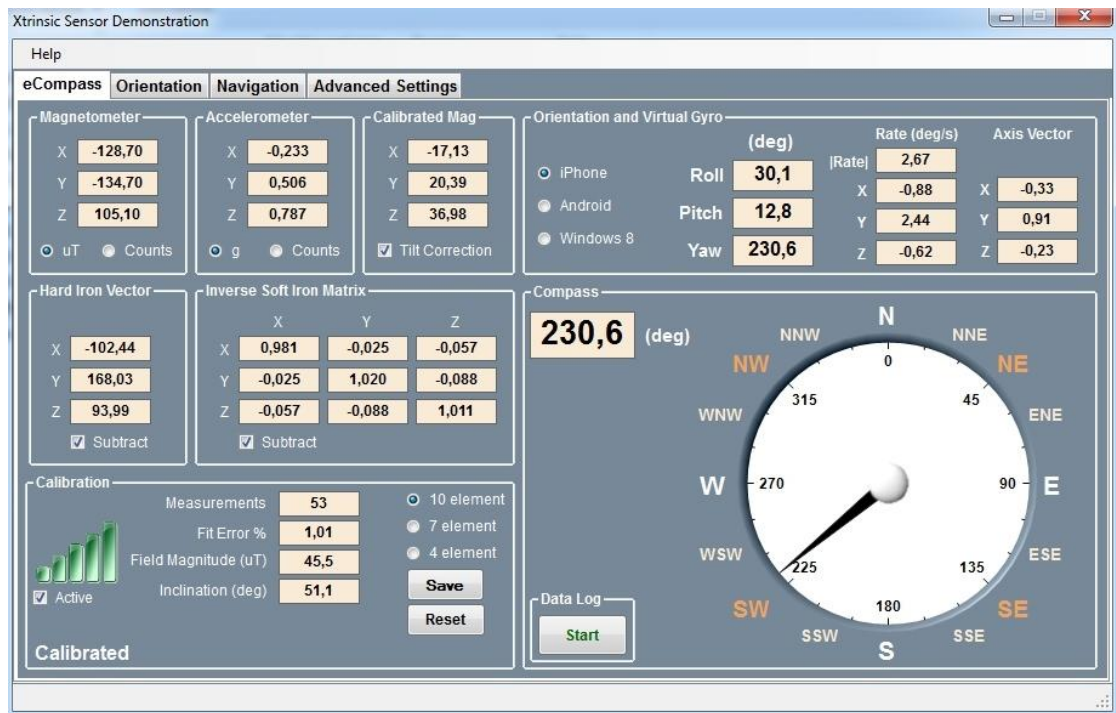 Xtrinsic Sensor Demonstration
Help
eCompass Orientation Navigation Advanced Settings
Magnetometer
X -128,70
Y -134,70
Z 105,10
uT Counts
Accelerometer
X -0,233
Y 0,506
Z 0,787
g Counts
Calibrated Mag
X -17,13
Y 20,39
Z 36,98
Tilt Correction
Orientation and Virtual Gyro
iPhone
Android
Windows 8
(deg)
Roll 30,1
Pitch 12,8
Yaw 230,6
Rate (deg/s)
|Rate| 2,67
X -0,88
Y 2,44
Z -0,62
Axis Vector
X -0,33
Y 0,91
Z -0,23
Hard Iron Vector
X -102,44
Y 168,03
Z 93,99
Subtract
Inverse Soft Iron Matrix
X Y Z
X 0,981 -0,025 -0,057
Y -0,025 1,020 -0,088
Z -0,057 -0,088 1,011
Subtract
Calibration
Measurements 53
Fit Error % 1,01
Field Magnitude (uT) 45,5
Inclination (deg) 51,1
Active
10 element
7 element
4 element
Save
Reset
Calibrated
Compass
230,6 (deg)
N
NNW NNE
NW 0 NE
315 45
WNW ENE
W 270 90 E
WSW ESE
225 135
SW 180 SE
SSW SSE
S
Data Log
Start